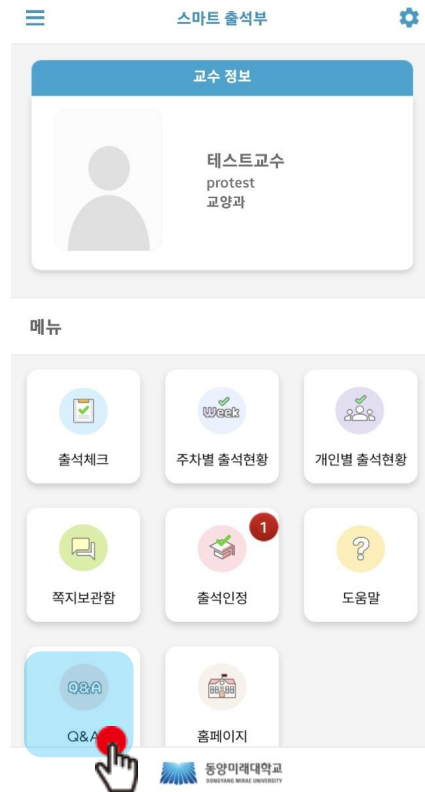 스마트 출석부
교수 정보
테스트교수
protest
교양과
메뉴
Week
출석체크
주차별 출석현황
개인별 출석현황
1
쪽지보관함
출석인정
도움말
Q&A
Q&A
홈페이지
동양미래대학교
DONGYANG MIRAE UNIVERSITY